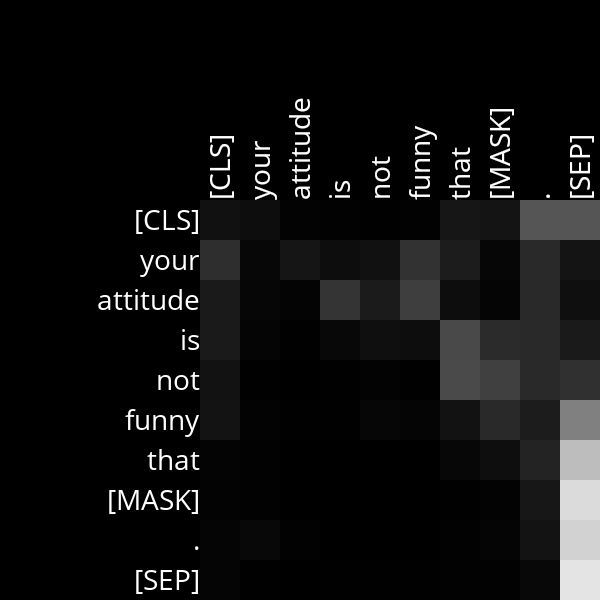 [CLS] your attitude is not funny that [MASK] . [SEP]
[CLS]
your
attitude
is
not
funny
that
[MASK]
.
[SEP]